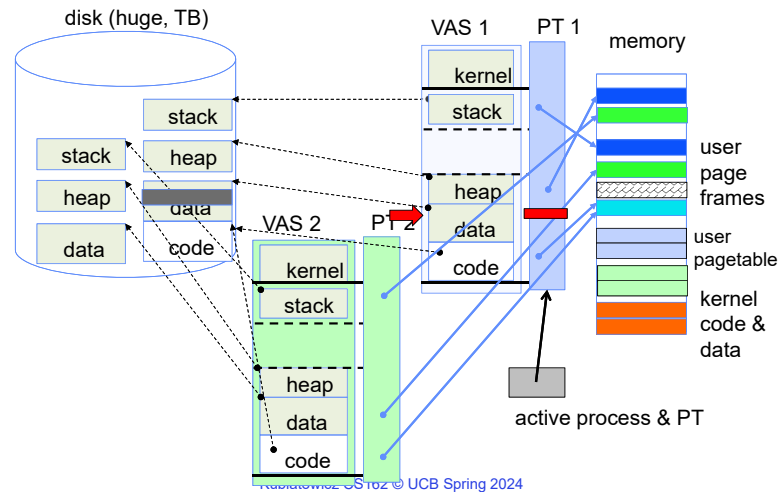 disk (huge, TB)
VAS 1
PT 1
memory
kernel
stack
stack
stack
heap
heap
data
data
code
heap
data
code
user
page
frames
user
pagetable
kernel
code &
data
VAS 2
PT 2
kernel
stack
heap
data
code
active process & PT
Kubiatowicz CS162 © UCB Spring 2024